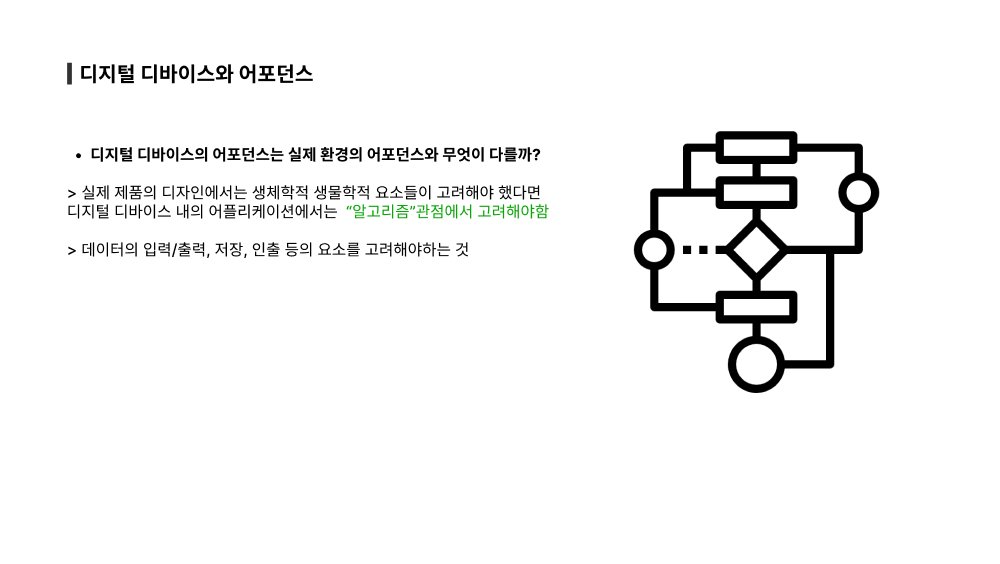 디지털 디바이스와 어포던스
• 디지털 디바이스의 어포던스는 실제 환경의 어포던스와 무엇이 다를까?
> 실제 제품의 디자인에서는 생체학적 생물학적 요소들이 고려해야 했다면
디지털 디바이스 내의 어플리케이션에서는 “알고리즘”관점에서 고려해야함
> 데이터의 입력/출력, 저장, 인출 등의 요소를 고려해야하는 것